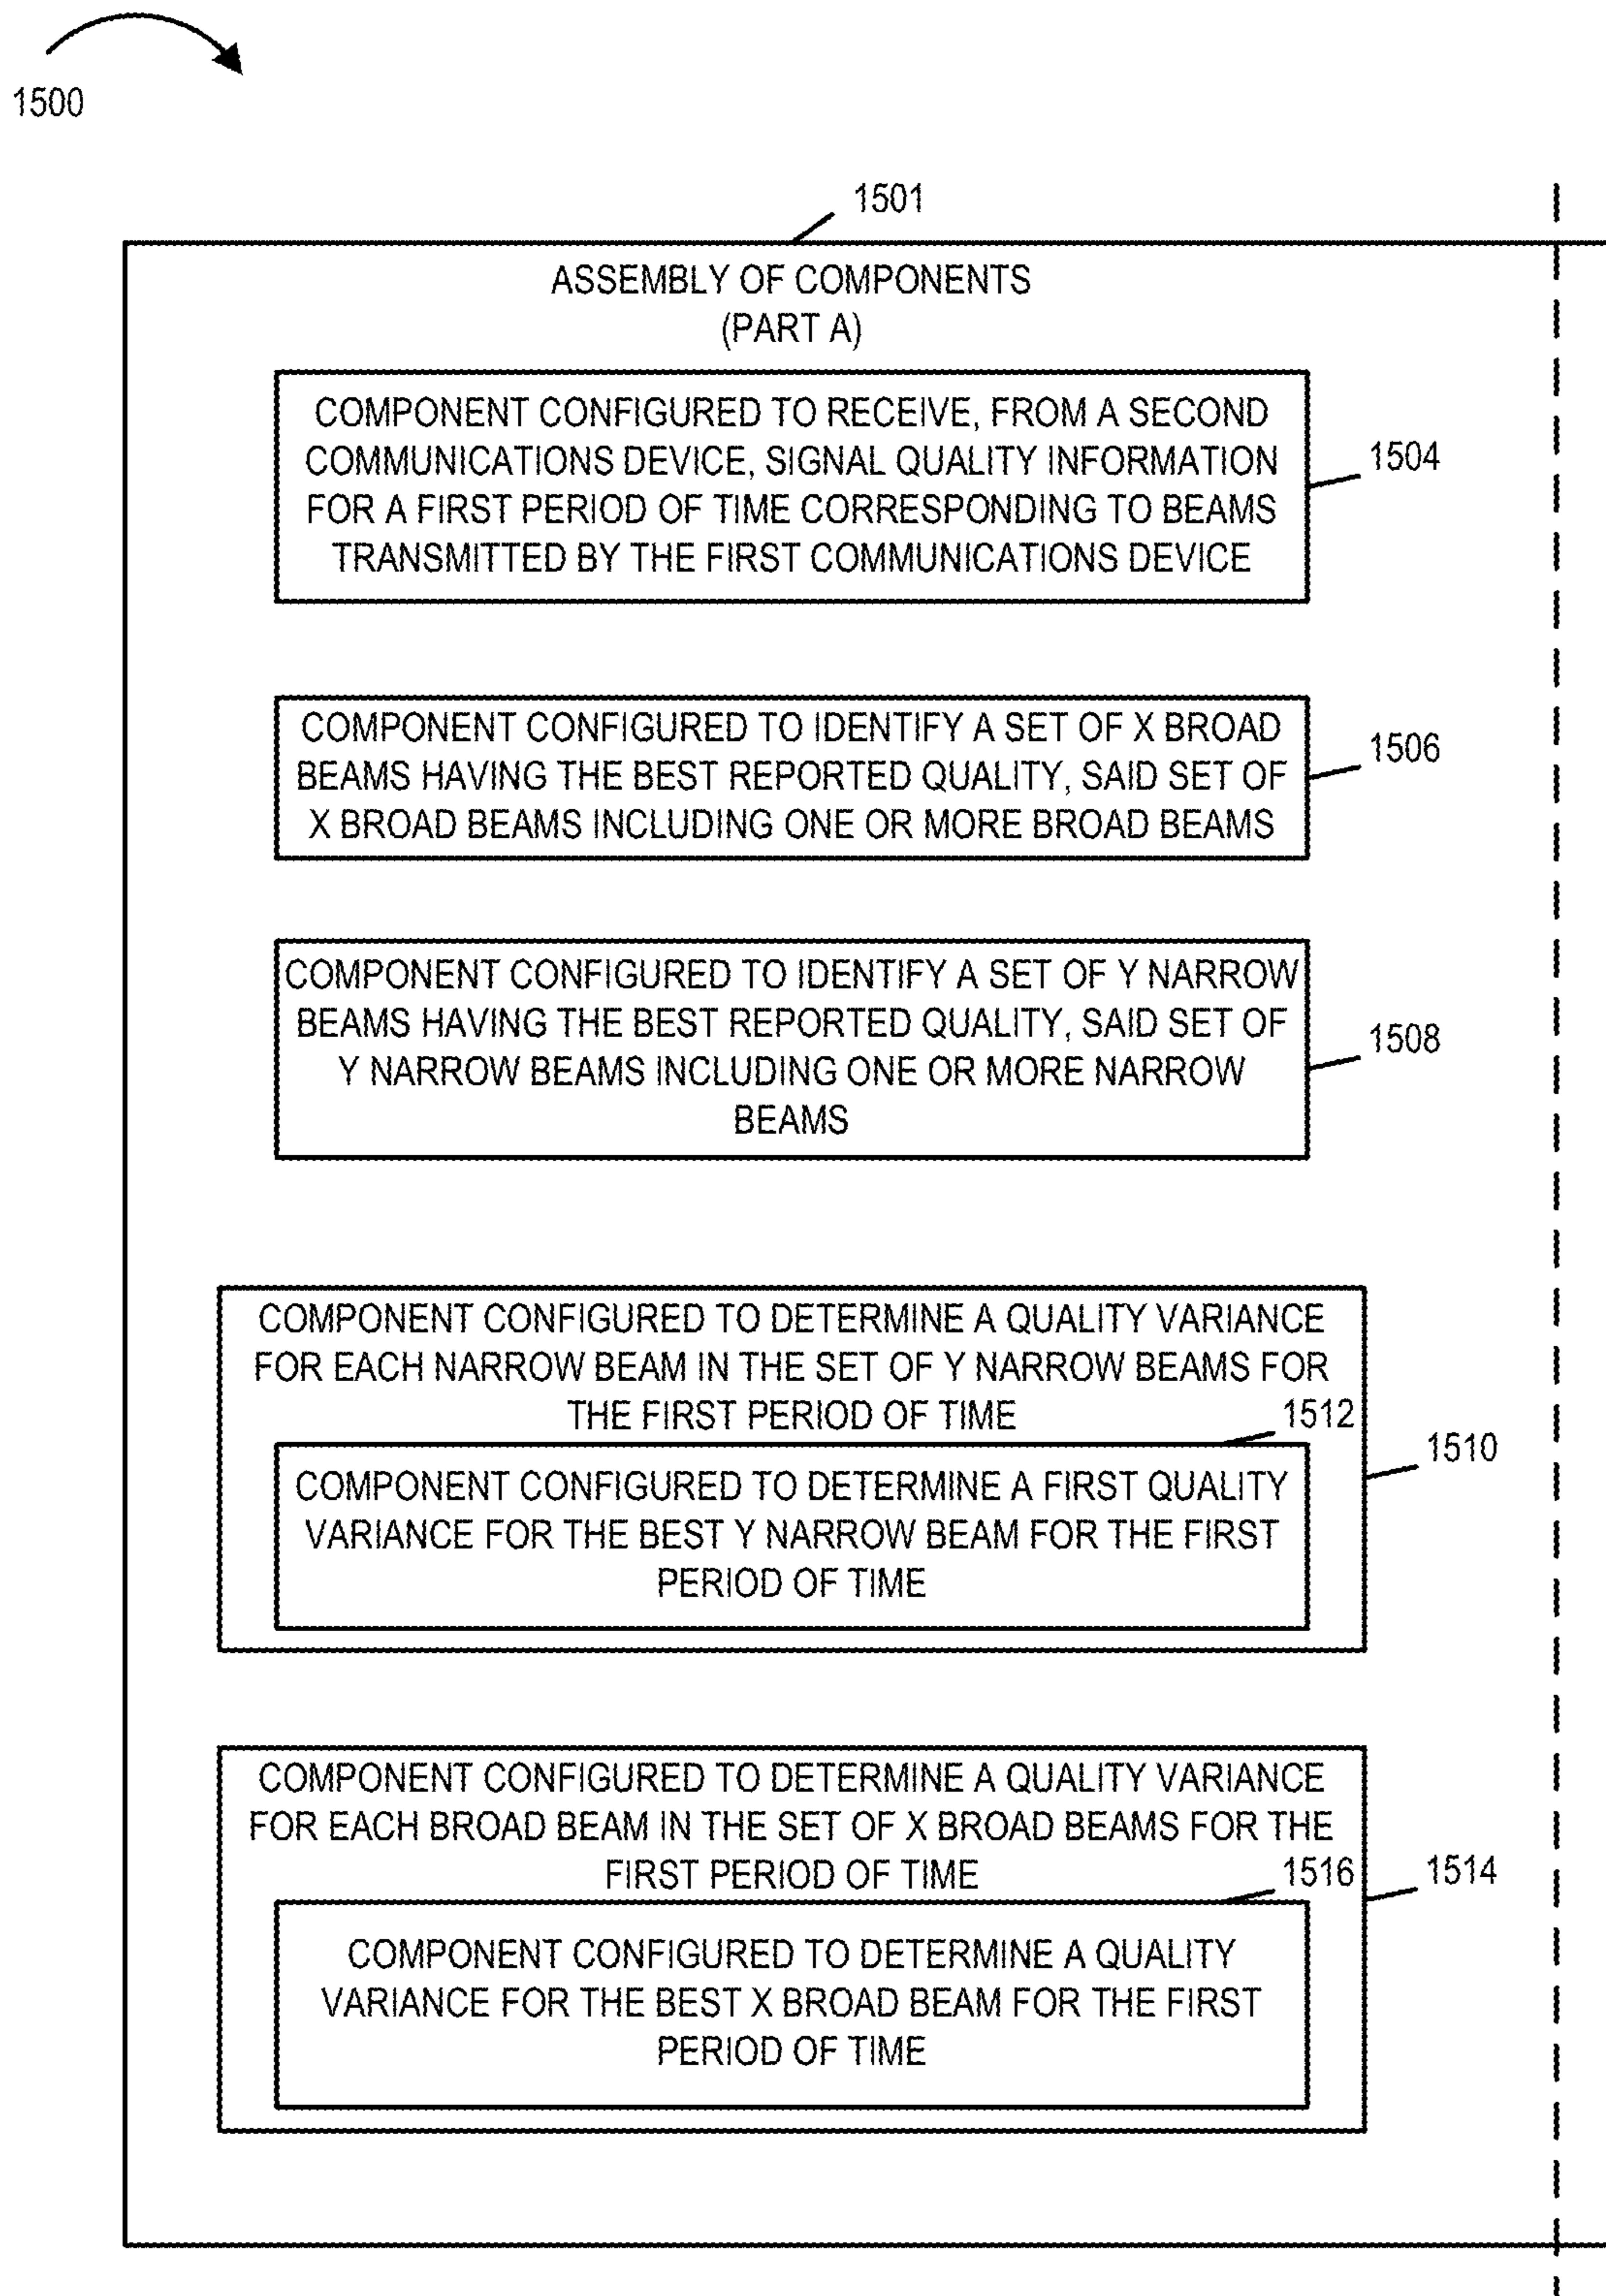 1500
1501
ASSEMBLY OF COMPONENTS
(PART A)
COMPONENT CONFIGURED TO RECEIVE, FROM A SECOND
COMMUNICATIONS DEVICE, SIGNAL QUALITY INFORMATION
FOR A FIRST PERIOD OF TIME CORRESPONDING TO BEAMS
TRANSMITTED BY THE FIRST COMMUNICATIONS DEVICE
1504
COMPONENT CONFIGURED TO IDENTIFY A SET OF X BROAD
BEAMS HAVING THE BEST REPORTED QUALITY, SAID SET OF
X BROAD BEAMS INCLUDING ONE OR MORE BROAD BEAMS
1506
COMPONENT CONFIGURED TO IDENTIFY A SET OF Y NARROW
BEAMS HAVING THE BEST REPORTED QUALITY, SAID SET OF
Y NARROW BEAMS INCLUDING ONE OR MORE NARROW
BEAMS
1508
COMPONENT CONFIGURED TO DETERMINE A QUALITY VARIANCE
FOR EACH NARROW BEAM IN THE SET OF Y NARROW BEAMS FOR
THE FIRST PERIOD OF TIME
1512
1510
COMPONENT CONFIGURED TO DETERMINE A FIRST QUALITY
VARIANCE FOR THE BEST Y NARROW BEAM FOR THE FIRST
PERIOD OF TIME
COMPONENT CONFIGURED TO DETERMINE A QUALITY VARIANCE
FOR EACH BROAD BEAM IN THE SET OF X BROAD BEAMS FOR THE
FIRST PERIOD OF TIME
1516
1514
COMPONENT CONFIGURED TO DETERMINE A QUALITY
VARIANCE FOR THE BEST X BROAD BEAM FOR THE FIRST
PERIOD OF TIME